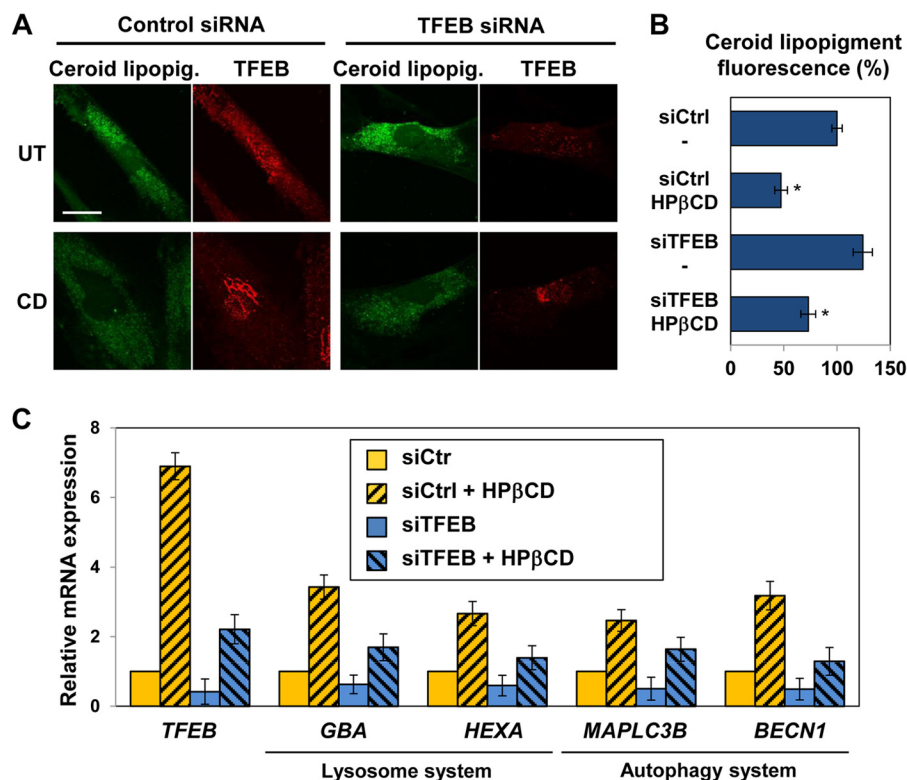 A
Control siRNA
TFEB siRNA
Ceroid lipopig.
TFEB
Ceroid lipopig.
TFEB
UT
CD
B
Ceroid lipopigment
fluorescence (%)
siCtrl
-
siCtrl
HPβCD
*
siTFEB
-
siTFEB
HPβCD
*
0
50
100
150
C
Relative mRNA expression
8
6
4
2
0
siCtr
siCtrl + HPβCD
siTFEB
siTFEB + HPβCD
TFEB
GBA
HEXA
MAPLC3B
BECN1
Lysosome system
Autophagy system